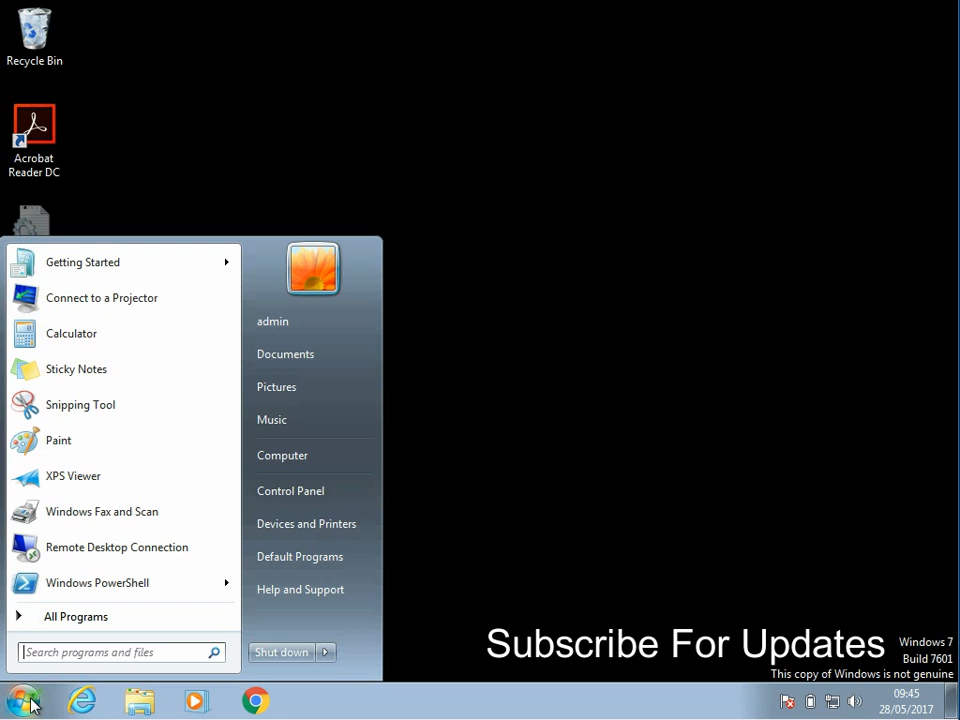 Recycle Bin
Acrobat
Reader DC
Getting Started
Connect to a Projector
Calculator
Sticky Notes
Snipping Tool
Paint
XPS Viewer
Windows Fax and Scan
Remote Desktop Connection
Windows PowerShell
All Programs
Search programs and files
admin
Documents
Pictures
Music
Computer
Control Panel
Devices and Printers
Default Programs
Help and Support
Shut down
Subscribe For Updates
Windows 7
Build 7601
This copy of Windows is not genuine
09:45
28/05/2017